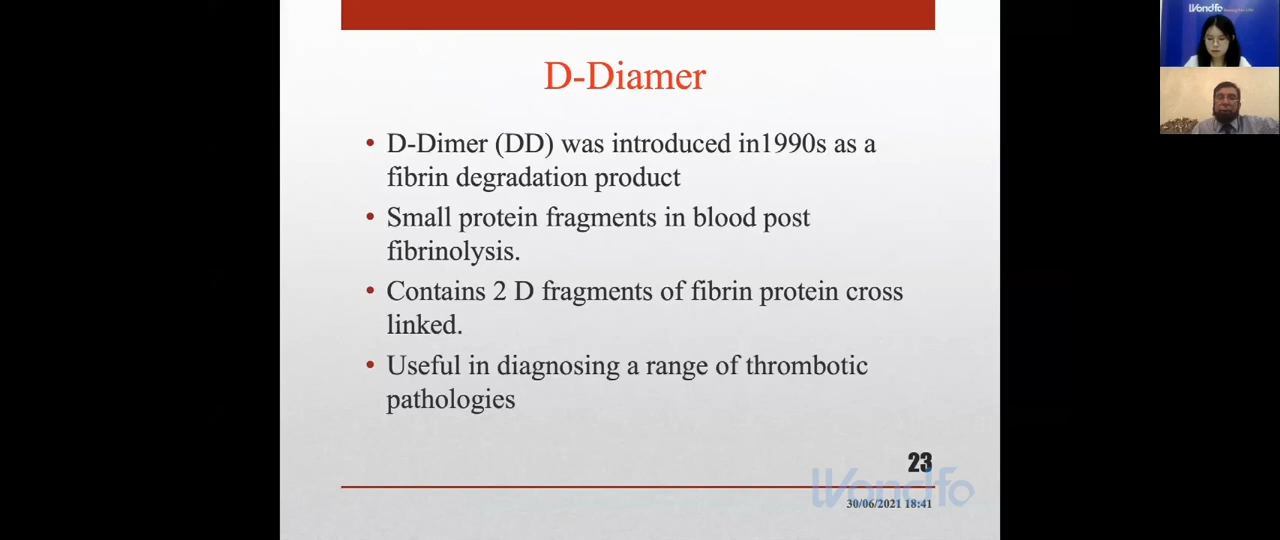 D-Diamer
• D-Dimer (DD) was introduced in1990s as a
fibrin degradation product
• Small protein fragments in blood post
fibrinolysis.
• Contains 2 D fragments of fibrin protein cross
linked.
• Useful in diagnosing a range of thrombotic
pathologies
23
Wondfo
30/06/2021 18:41
Wondfo